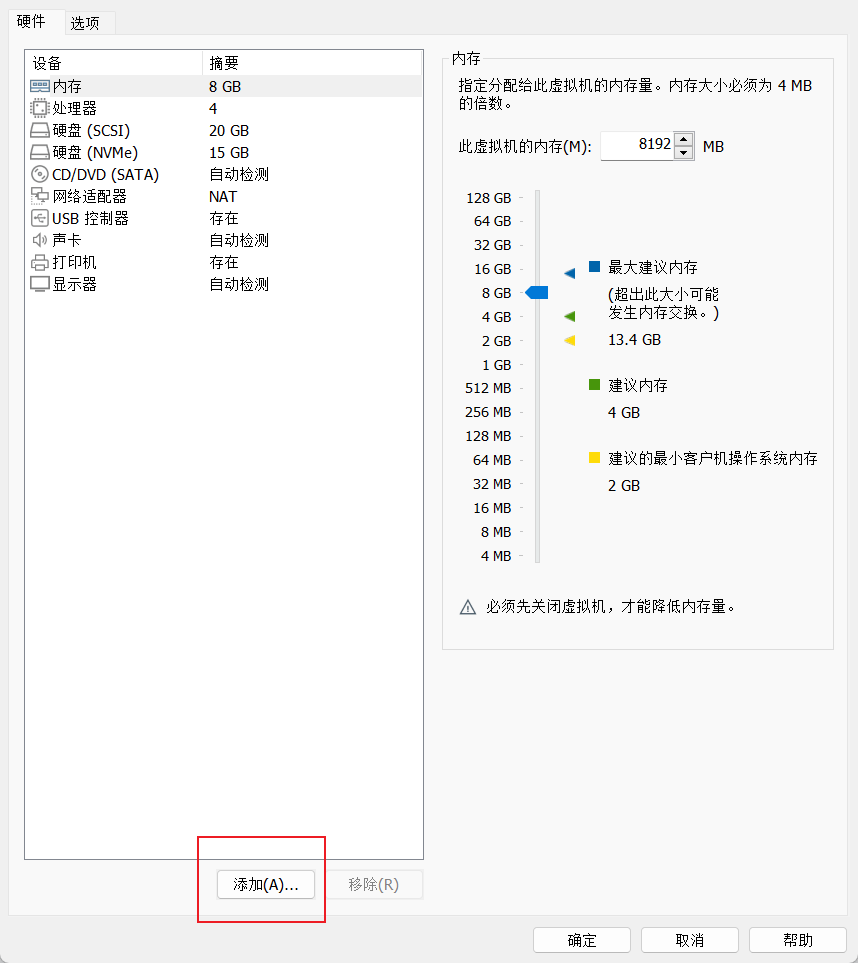 硬件 选项
设备 摘要
内存 8 GB
处理器 4
硬盘 (SCSI) 20 GB
硬盘 (NVMe) 15 GB
CD/DVD (SATA) 自动检测
网络适配器 NAT
USB 控制器 存在
声卡 自动检测
打印机 存在
显示器 自动检测
添加(A)... 移除(R)
内存
指定分配给此虚拟机的内存量。内存大小必须为 4 MB
的倍数。
此虚拟机的内存(M): 8192 MB
128 GB
64 GB
32 GB
16 GB
8 GB
4 GB
2 GB
1 GB
512 MB
256 MB
128 MB
64 MB
32 MB
16 MB
8 MB
4 MB
最大建议内存
(超出此大小可能
发生内存交换。)
13.4 GB
建议内存
4 GB
建议的最小客户机操作系统内存
2 GB
必须先关闭虚拟机，才能降低内存量。
确定 取消 帮助